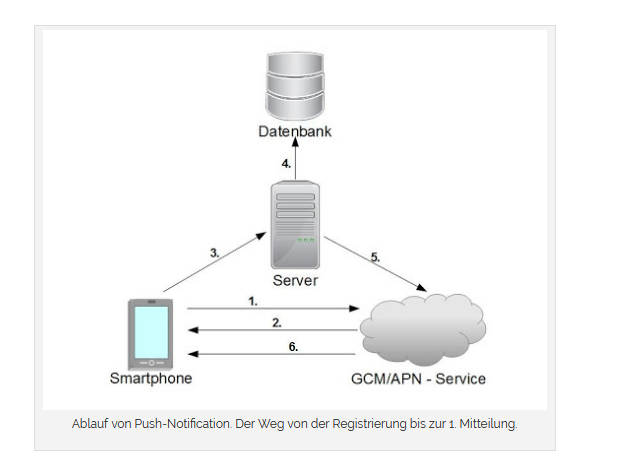 Datenbank
4.
Server
3.
5.
1.
2.
6.
Smartphone
GCM/APN - Service
Ablauf von Push-Notification. Der Weg von der Registrierung bis zur 1. Mitteilung.